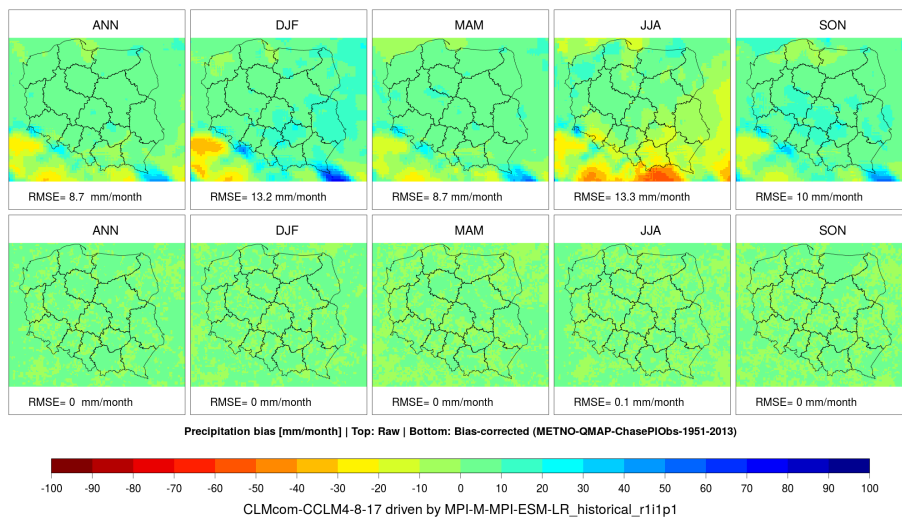 ANN DJF MAM JJA SON
RMSE= 8.7 mm/month RMSE= 13.2 mm/month RMSE= 8.7 mm/month RMSE= 13.3 mm/month RMSE= 10 mm/month
ANN DJF MAM JJA SON
RMSE= 0 mm/month RMSE= 0 mm/month RMSE= 0 mm/month RMSE= 0.1 mm/month RMSE= 0 mm/month
Precipitation bias [mm/month] | Top: Raw | Bottom: Bias-corrected (METNO-QMAP-ChasePlObs-1951-2013)
-100 -90 -80 -70 -60 -50 -40 -30 -20 -10 0 10 20 30 40 50 60 70 80 90 100
CLMcom-CCLM4-8-17 driven by MPI-M-MPI-ESM-LR_historical_r1i1p1